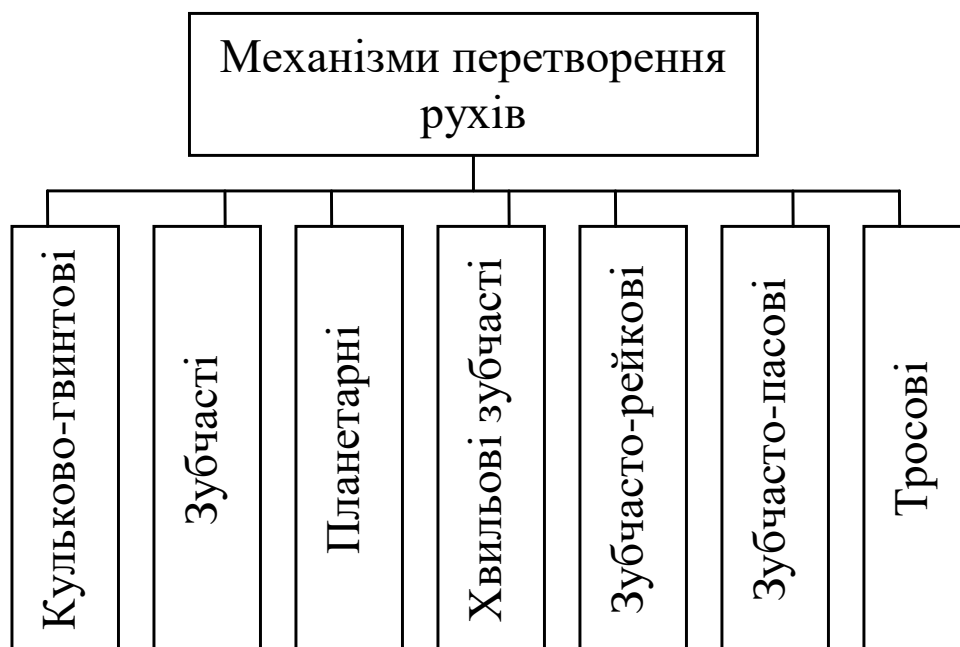 Механізми перетворення
рухів
Кульково-гвинтові
Зубчасті
Планетарні
Хвильові зубчасті
Зубчасто-рейкові
Зубчасто-пасові
Тросові